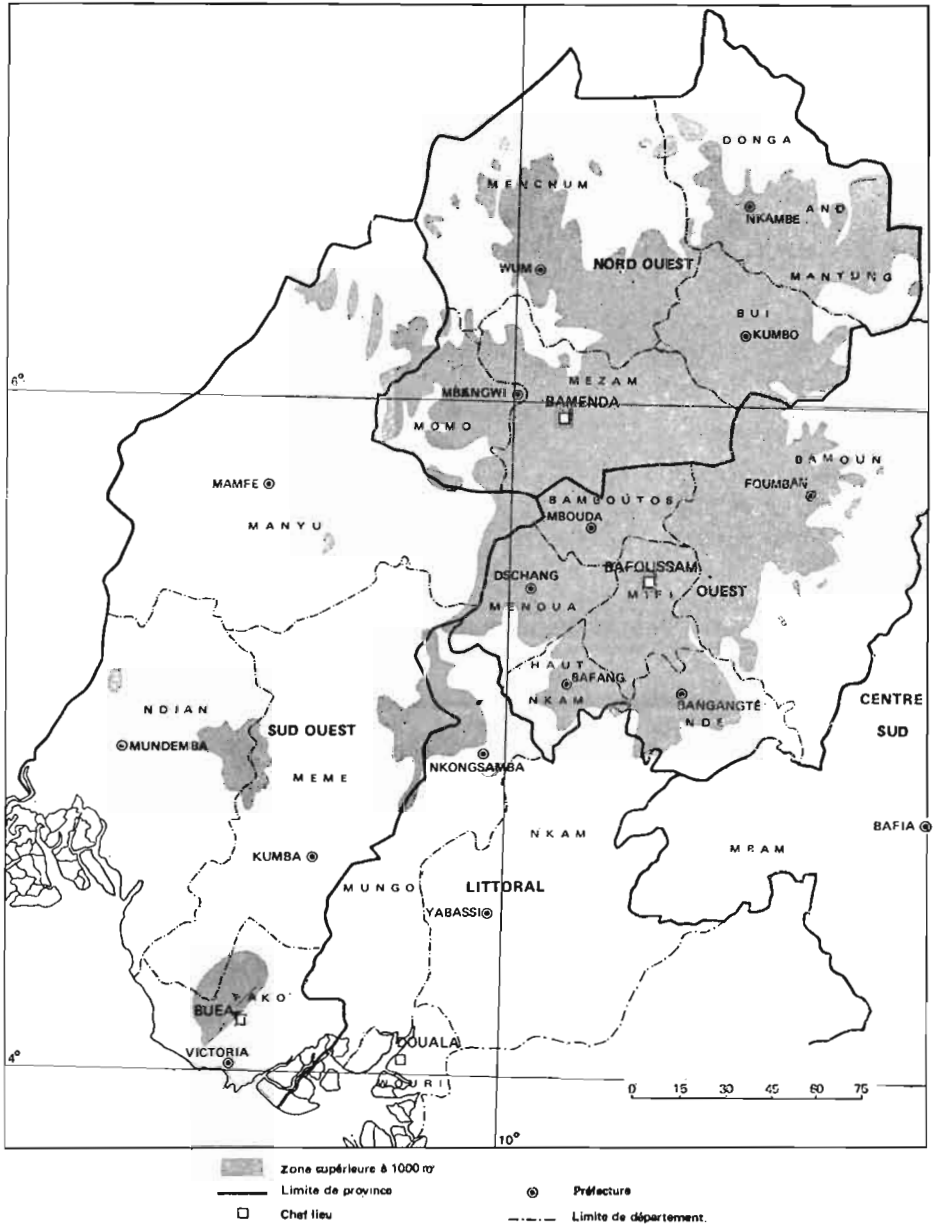 DONGA
MENCHUM
NKAMBE
AND
WUM
NORD OUEST
MANTUNG
BUI
KUMBO
6°
MEZAM
MBENGWI
BAMENDA
MOMO
BAMOUN
FOUMBAN
MAMFE
BAMBOUTOS
MBOUDA
MANYU
BAFOUSSAM
DSCHANG
MIFI
OUEST
MENOUA
HAUT
BAFANG
NKAM
BANGANGTÉ
NDE
CENTRE
SUD
NDIAN
SUD OUEST
MUNDEMBA
NKONGSAMBA
MEME
NKAM
BAFIA
MBAM
KUMBA
MUNGO
LITTORAL
YABASSI
FAKO
BUEA
VICTORIA
DOUALA
4°
WOURI
0 15 30 45 60 75
10°
Zone supérieure à 1000 m
Limite de province
Préfecture
Chef lieu
Limite de département.